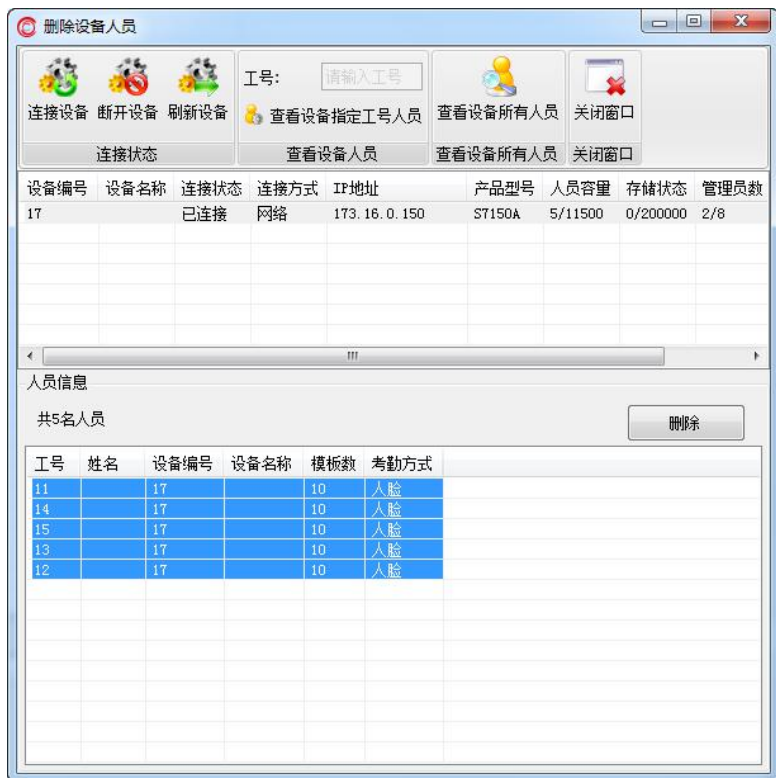 删除设备人员
连接设备 断开设备 刷新设备
工号: 请输入工号
查看设备指定工号人员
查看设备所有人员 关闭窗口
连接状态 查看设备人员 查看设备所有人员 关闭窗口
设备编号 设备名称 连接状态 连接方式 IP地址 产品型号 人员容量 存储状态 管理员数
17 已连接 网络 173.16.0.150 S7150A 5/11500 0/200000 2/8
人员信息
共5名人员 删除
工号 姓名 设备编号 设备名称 模板数 考勤方式
11 17 10 人脸
14 17 10 人脸
15 17 10 人脸
13 17 10 人脸
12 17 10 人脸